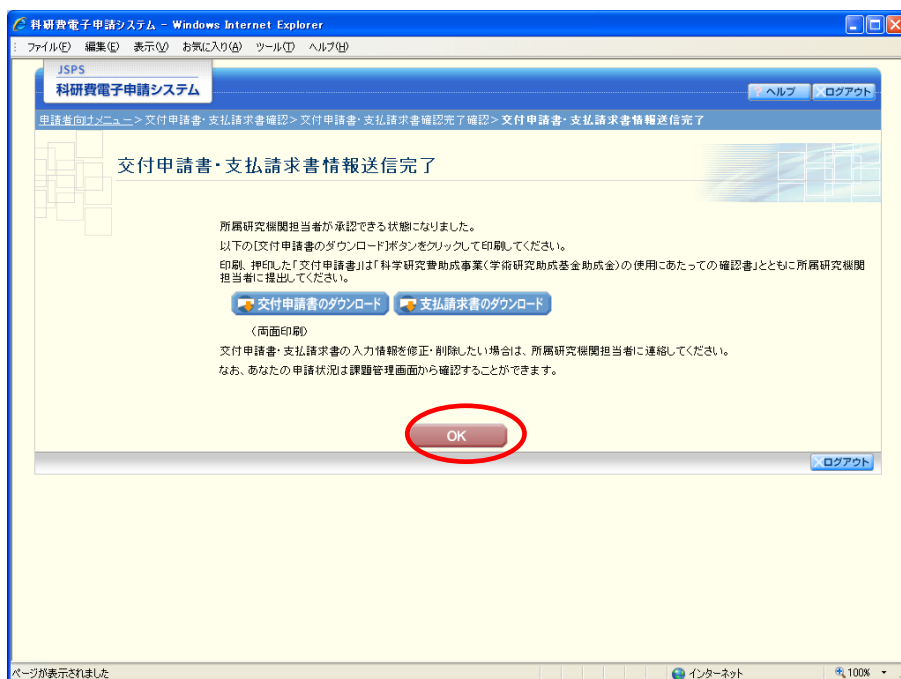 科研費電子申請システム - Windows Internet Explorer
ファイル(F) 編集(E) 表示(V) お気に入り(A) ツール(T) ヘルプ(H)
JSPS
科研費電子申請システム
? ヘルプ
ログアウト
申請者向けメニュー>交付申請書・支払請求書確認>交付申請書・支払請求書確認完了確認>交付申請書・支払請求書情報送信完了
交付申請書・支払請求書情報送信完了
所属研究機関担当者が承認できる状態になりました。
以下の[交付申請書のダウンロード]ボタンをクリックして印刷してください。
印刷、押印した「交付申請書」は「科学研究費助成事業(学術研究助成基金助成金)の使用にあたっての確認書」とともに所属研究機関
担当者に提出してください。
交付申請書のダウンロード 支払請求書のダウンロード
(両面印刷)
交付申請書・支払請求書の入力情報を修正・削除したい場合は、所属研究機関担当者に連絡してください。
なお、あなたの申請状況は課題管理画面から確認することができます。
OK
ログアウト
ページが表示されました インターネット 100%